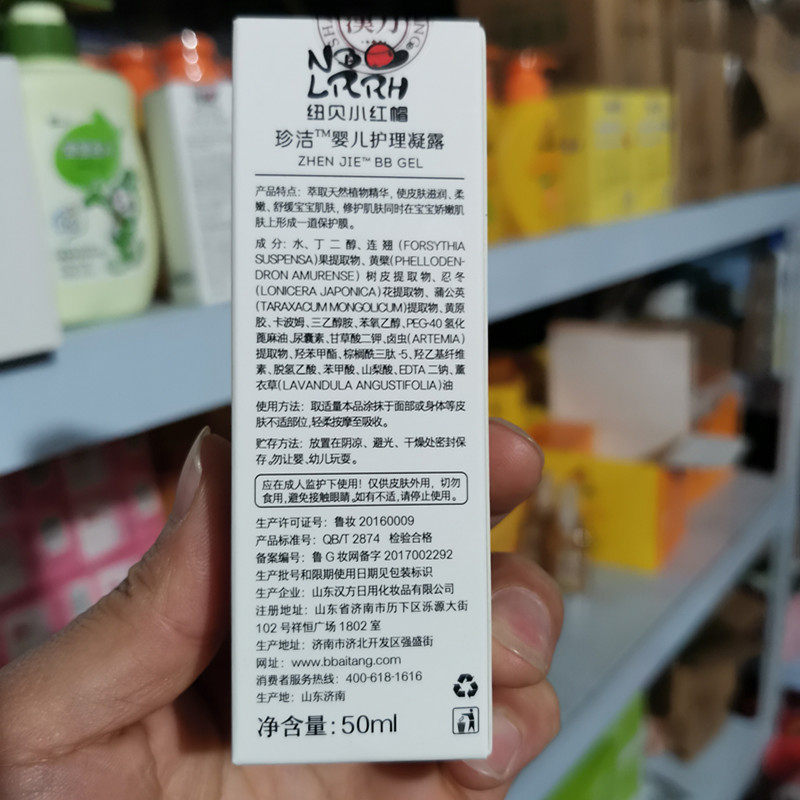 汉方
NB
LRRH
纽贝小红帽
珍洁™婴儿护理凝露
ZHEN JIE™ BB GEL
产品特点：萃取天然植物精华，使皮肤滋润、柔
嫩、舒缓宝宝肌肤，修护肌肤同时在宝宝娇嫩肌
肤上形成一道保护膜。
成分：水、丁二醇、连翘(FORSYTHIA
SUSPENSA)果提取物、黄檗(PHELLODEN-
DRON AMURENSE) 树皮提取物、忍冬
(LONICERA JAPONICA)花提取物、蒲公英
(TARAXACUM MONGOLICUM)提取物、黄原
胶、卡波姆、三乙醇胺、苯氧乙醇、PEG-40氢化
蓖麻油、尿囊素、甘草酸二钾、卤虫(ARTEMIA)
提取物、羟苯甲酯、棕榈酰三肽-5、羟乙基纤维
素、脱氢乙酸、苯甲酸、山梨酸、EDTA二钠、薰
衣草(LAVANDULA ANGUSTIFOLIA)油
使用方法：取适量本品涂抹于面部或身体等皮
肤不适部位，轻柔按摩至吸收。
贮存方法：放置在阴凉、避光、干燥处密封保
存，勿让婴、幼儿玩耍。
应在成人监护下使用！仅供皮肤外用，切勿
食用，避免接触眼睛。如有不适，请停止使用。
生产许可证号：鲁妆 20160009
产品标准号：QB/T 2874 检验合格
备案编号：鲁G妆网备字 2017002292
生产批号和限期使用日期见包装标识
生产企业：山东汉方日用化妆品有限公司
注册地址：山东省济南市历下区泺源大街
102号祥恒广场1802室
生产地址：济南市济北开发区强盛街
网址：www.bbaitang.com
消费者服务热线：400-618-1616
生产地：山东济南
净含量：50ml